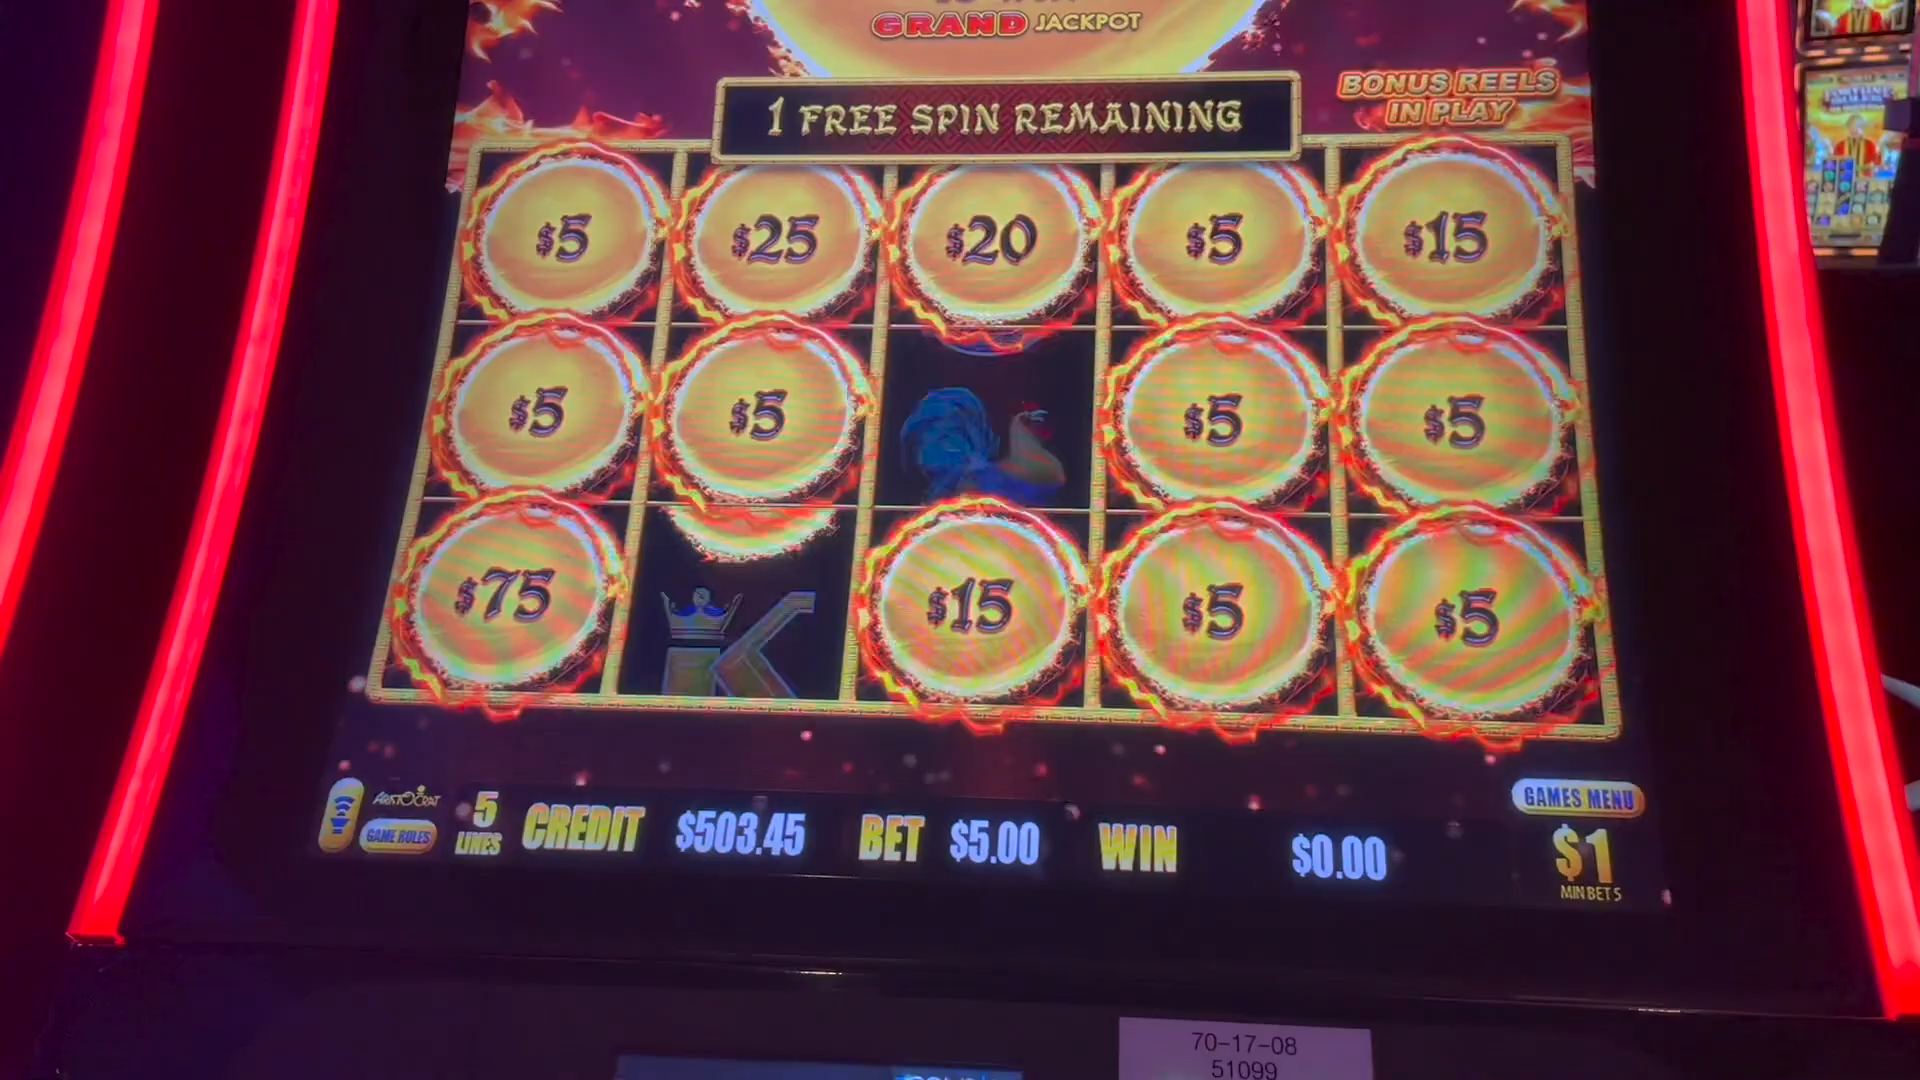 GRAND JACKPOT
1 FREE SPIN REMAINING
BONUS REELS
IN PLAY
$5 $25 $20 $5 $15
$5 $5 $5 $5
$75 K $15 $5 $5
GAMES MENU
ARISTOCRAT
GAME RULES
5
LINES
CREDIT $503.45 BET $5.00 WIN $0.00
$1
MIN BET 5
70-17-08
51099